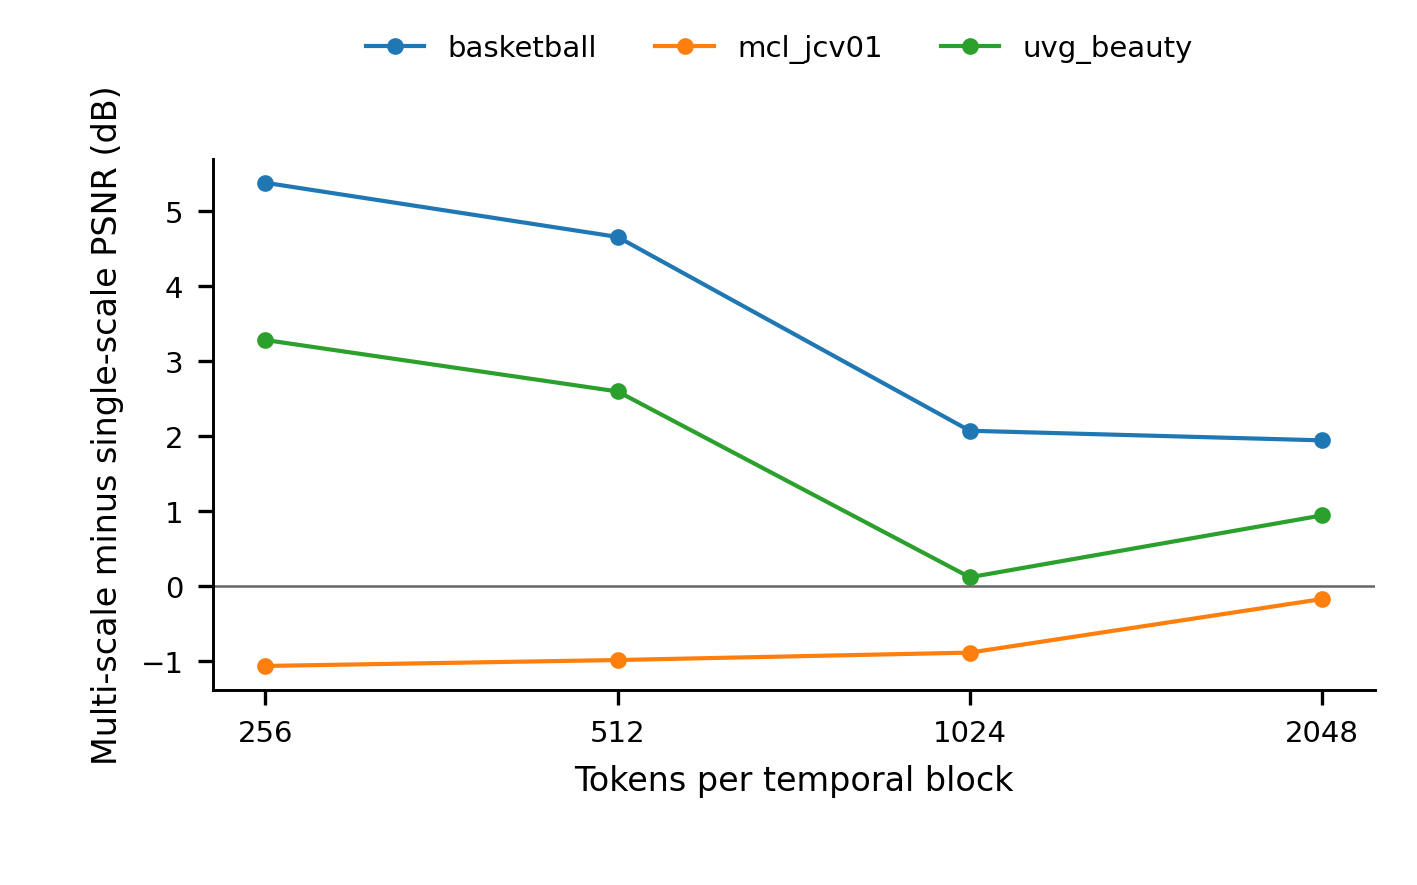 basketball mcl_jcv01 uvg_beauty
Multi-scale minus single-scale PSNR (dB)
5
4
3
2
1
0
−1
256 512 1024 2048
Tokens per temporal block